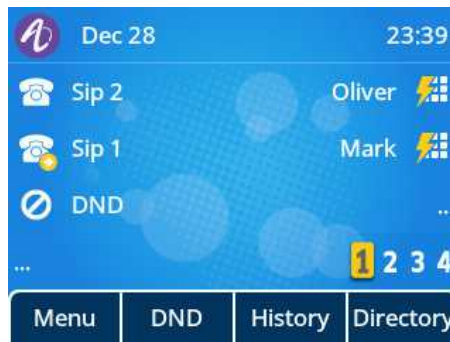 Dec 28 23:39
Sip 2 Oliver
Sip 1 Mark
DND ..
... 1 2 3 4
Menu DND History Directory